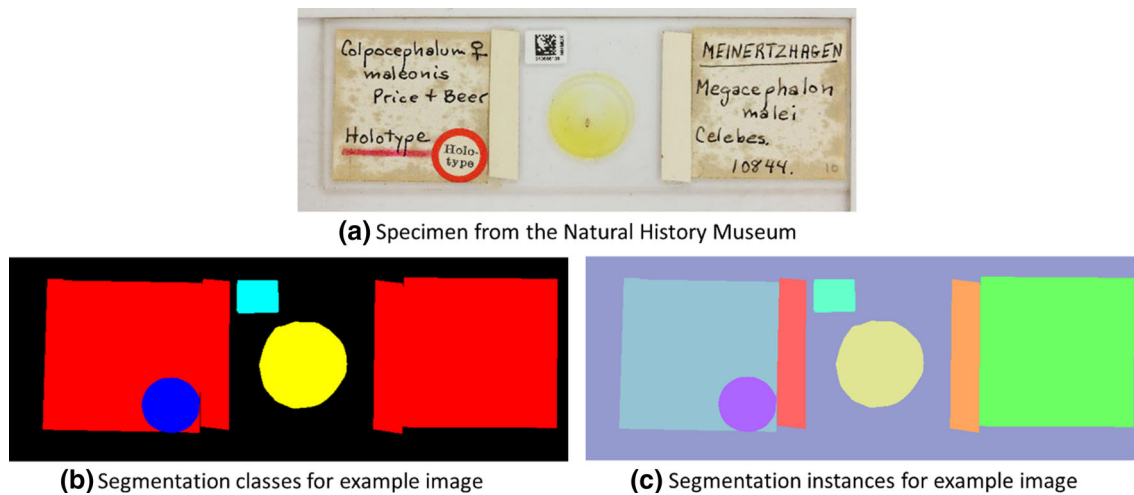 Colpocephalum ♀
maleonis
Price + Beer
Holotype
Holo-
type
MEINERTZHAGEN
Megacephalon
malei
Celebes.
10844.
10
(a) Specimen from the Natural History Museum
(b) Segmentation classes for example image
(c) Segmentation instances for example image